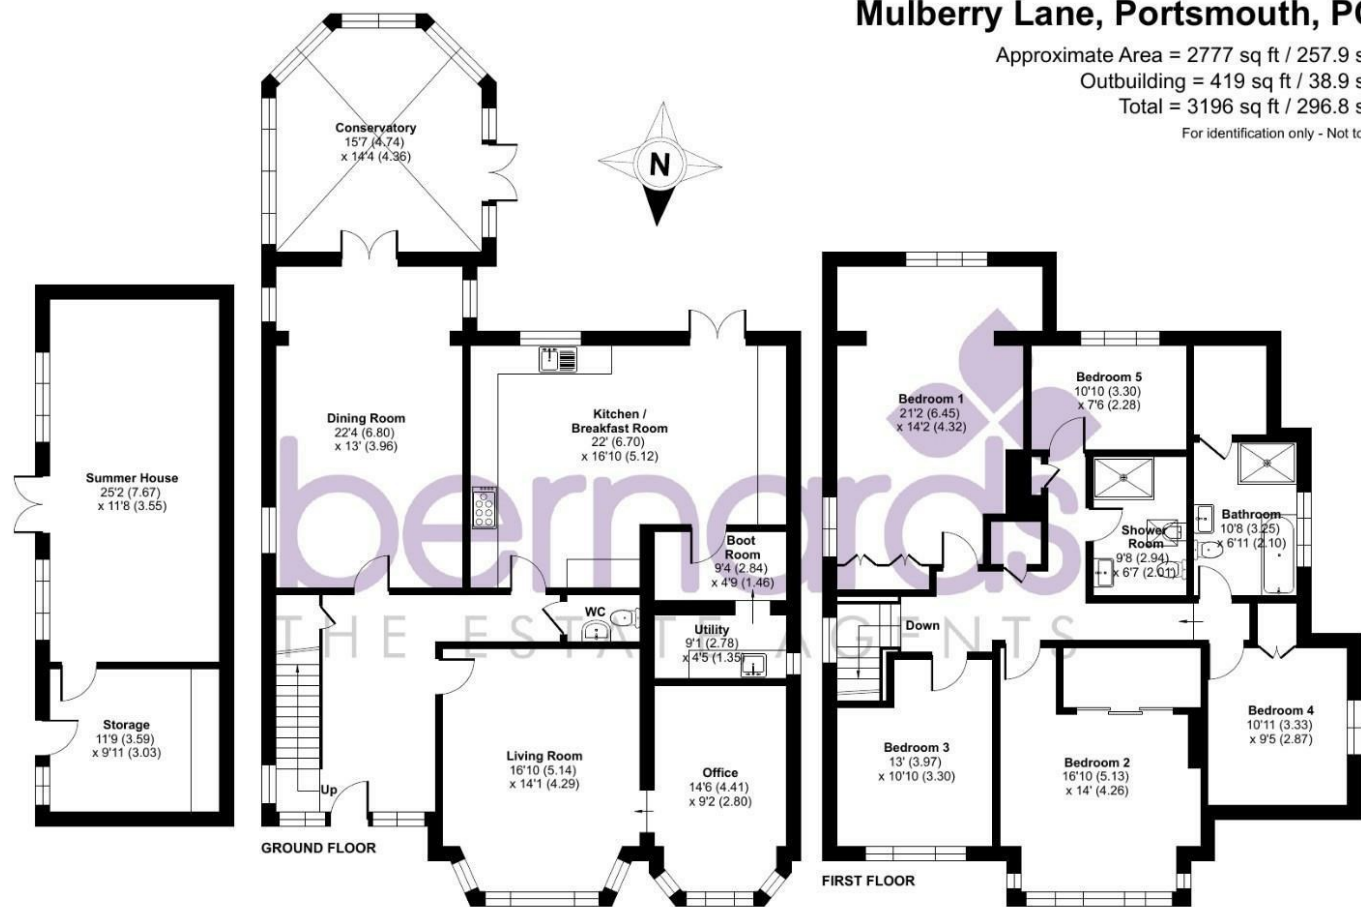 Mulberry Lane, Portsmouth, PO
Approximate Area = 2777 sq ft / 257.9 s
Outbuilding = 419 sq ft / 38.9 s
Total = 3196 sq ft / 296.8 s
For identification only - Not to
N
Conservatory
15'7 (4.74)
x 14'4 (4.36)
Dining Room
22'4 (6.80)
x 13' (3.96)
Kitchen /
Breakfast Room
22' (6.70)
x 16'10 (5.12)
Summer House
25'2 (7.67)
x 11'8 (3.55)
Storage
11'9 (3.59)
x 9'11 (3.03)
Boot
Room
9'4 (2.84)
x 4'9 (1.46)
WC
Utility
9'1 (2.78)
x 4'5 (1.35)
Living Room
16'10 (5.14)
x 14'1 (4.29)
Office
14'6 (4.41)
x 9'2 (2.80)
Up
GROUND FLOOR
Bedroom 1
21'2 (6.45)
x 14'2 (4.32)
Bedroom 5
10'10 (3.30)
x 7'6 (2.28)
Shower
Room
9'8 (2.94)
x 6'7 (2.01)
Bathroom
10'8 (3.25)
x 6'11 (2.10)
Down
Bedroom 3
13' (3.97)
x 10'10 (3.30)
Bedroom 2
16'10 (5.13)
x 14' (4.26)
Bedroom 4
10'11 (3.33)
x 9'5 (2.87)
FIRST FLOOR
bernards
THE ESTATE AGENTS